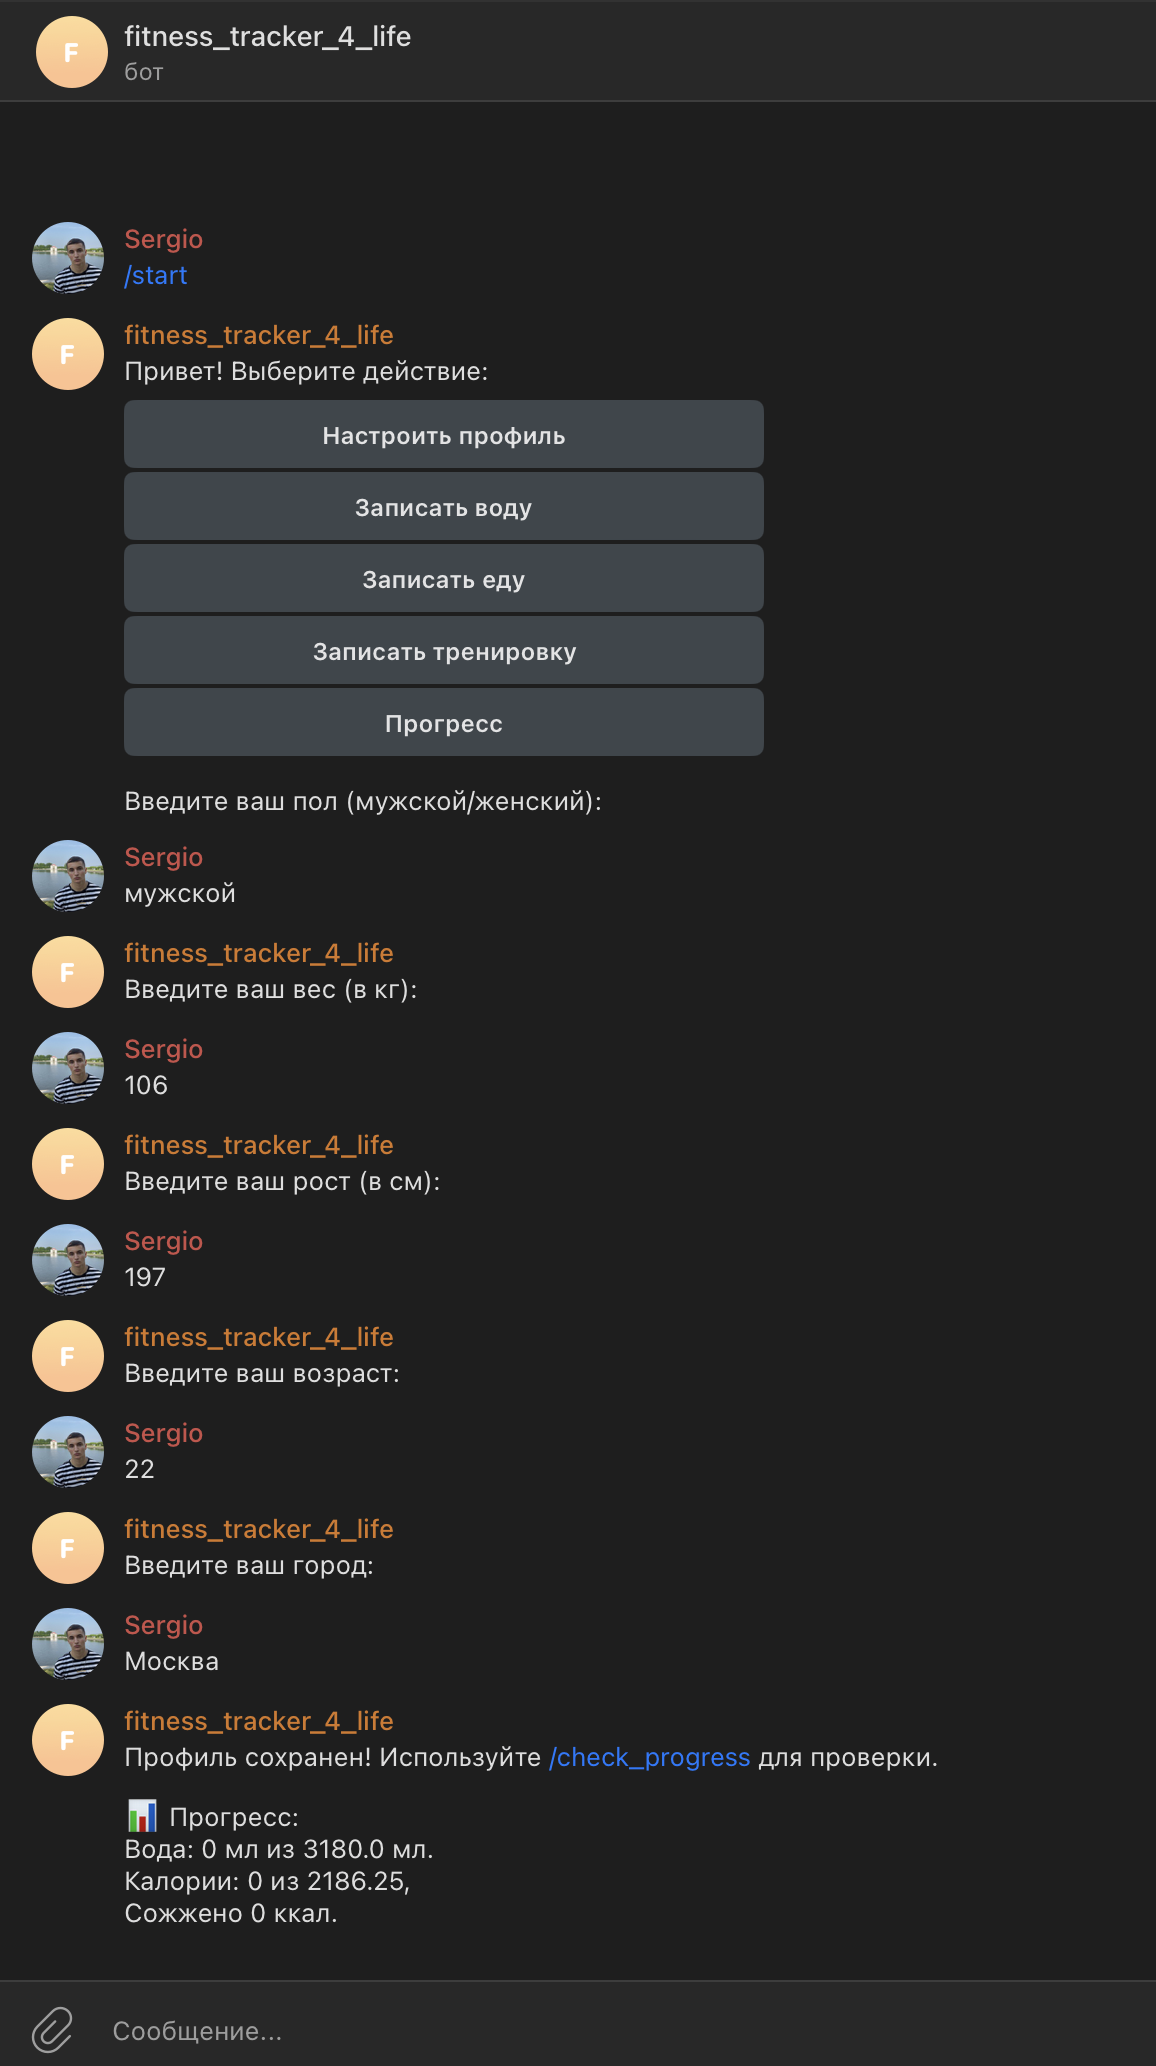 F
fitness_tracker_4_life
бот
Sergio
/start
F
fitness_tracker_4_life
Привет! Выберите действие:
Настроить профиль
Записать воду
Записать еду
Записать тренировку
Прогресс
Введите ваш пол (мужской/женский):
Sergio
мужской
F
fitness_tracker_4_life
Введите ваш вес (в кг):
Sergio
106
F
fitness_tracker_4_life
Введите ваш рост (в см):
Sergio
197
F
fitness_tracker_4_life
Введите ваш возраст:
Sergio
22
F
fitness_tracker_4_life
Введите ваш город:
Sergio
Москва
F
fitness_tracker_4_life
Профиль сохранен! Используйте /check_progress для проверки.
📊 Прогресс:
Вода: 0 мл из 3180.0 мл.
Калории: 0 из 2186.25,
Сожжено 0 ккал.
Сообщение...